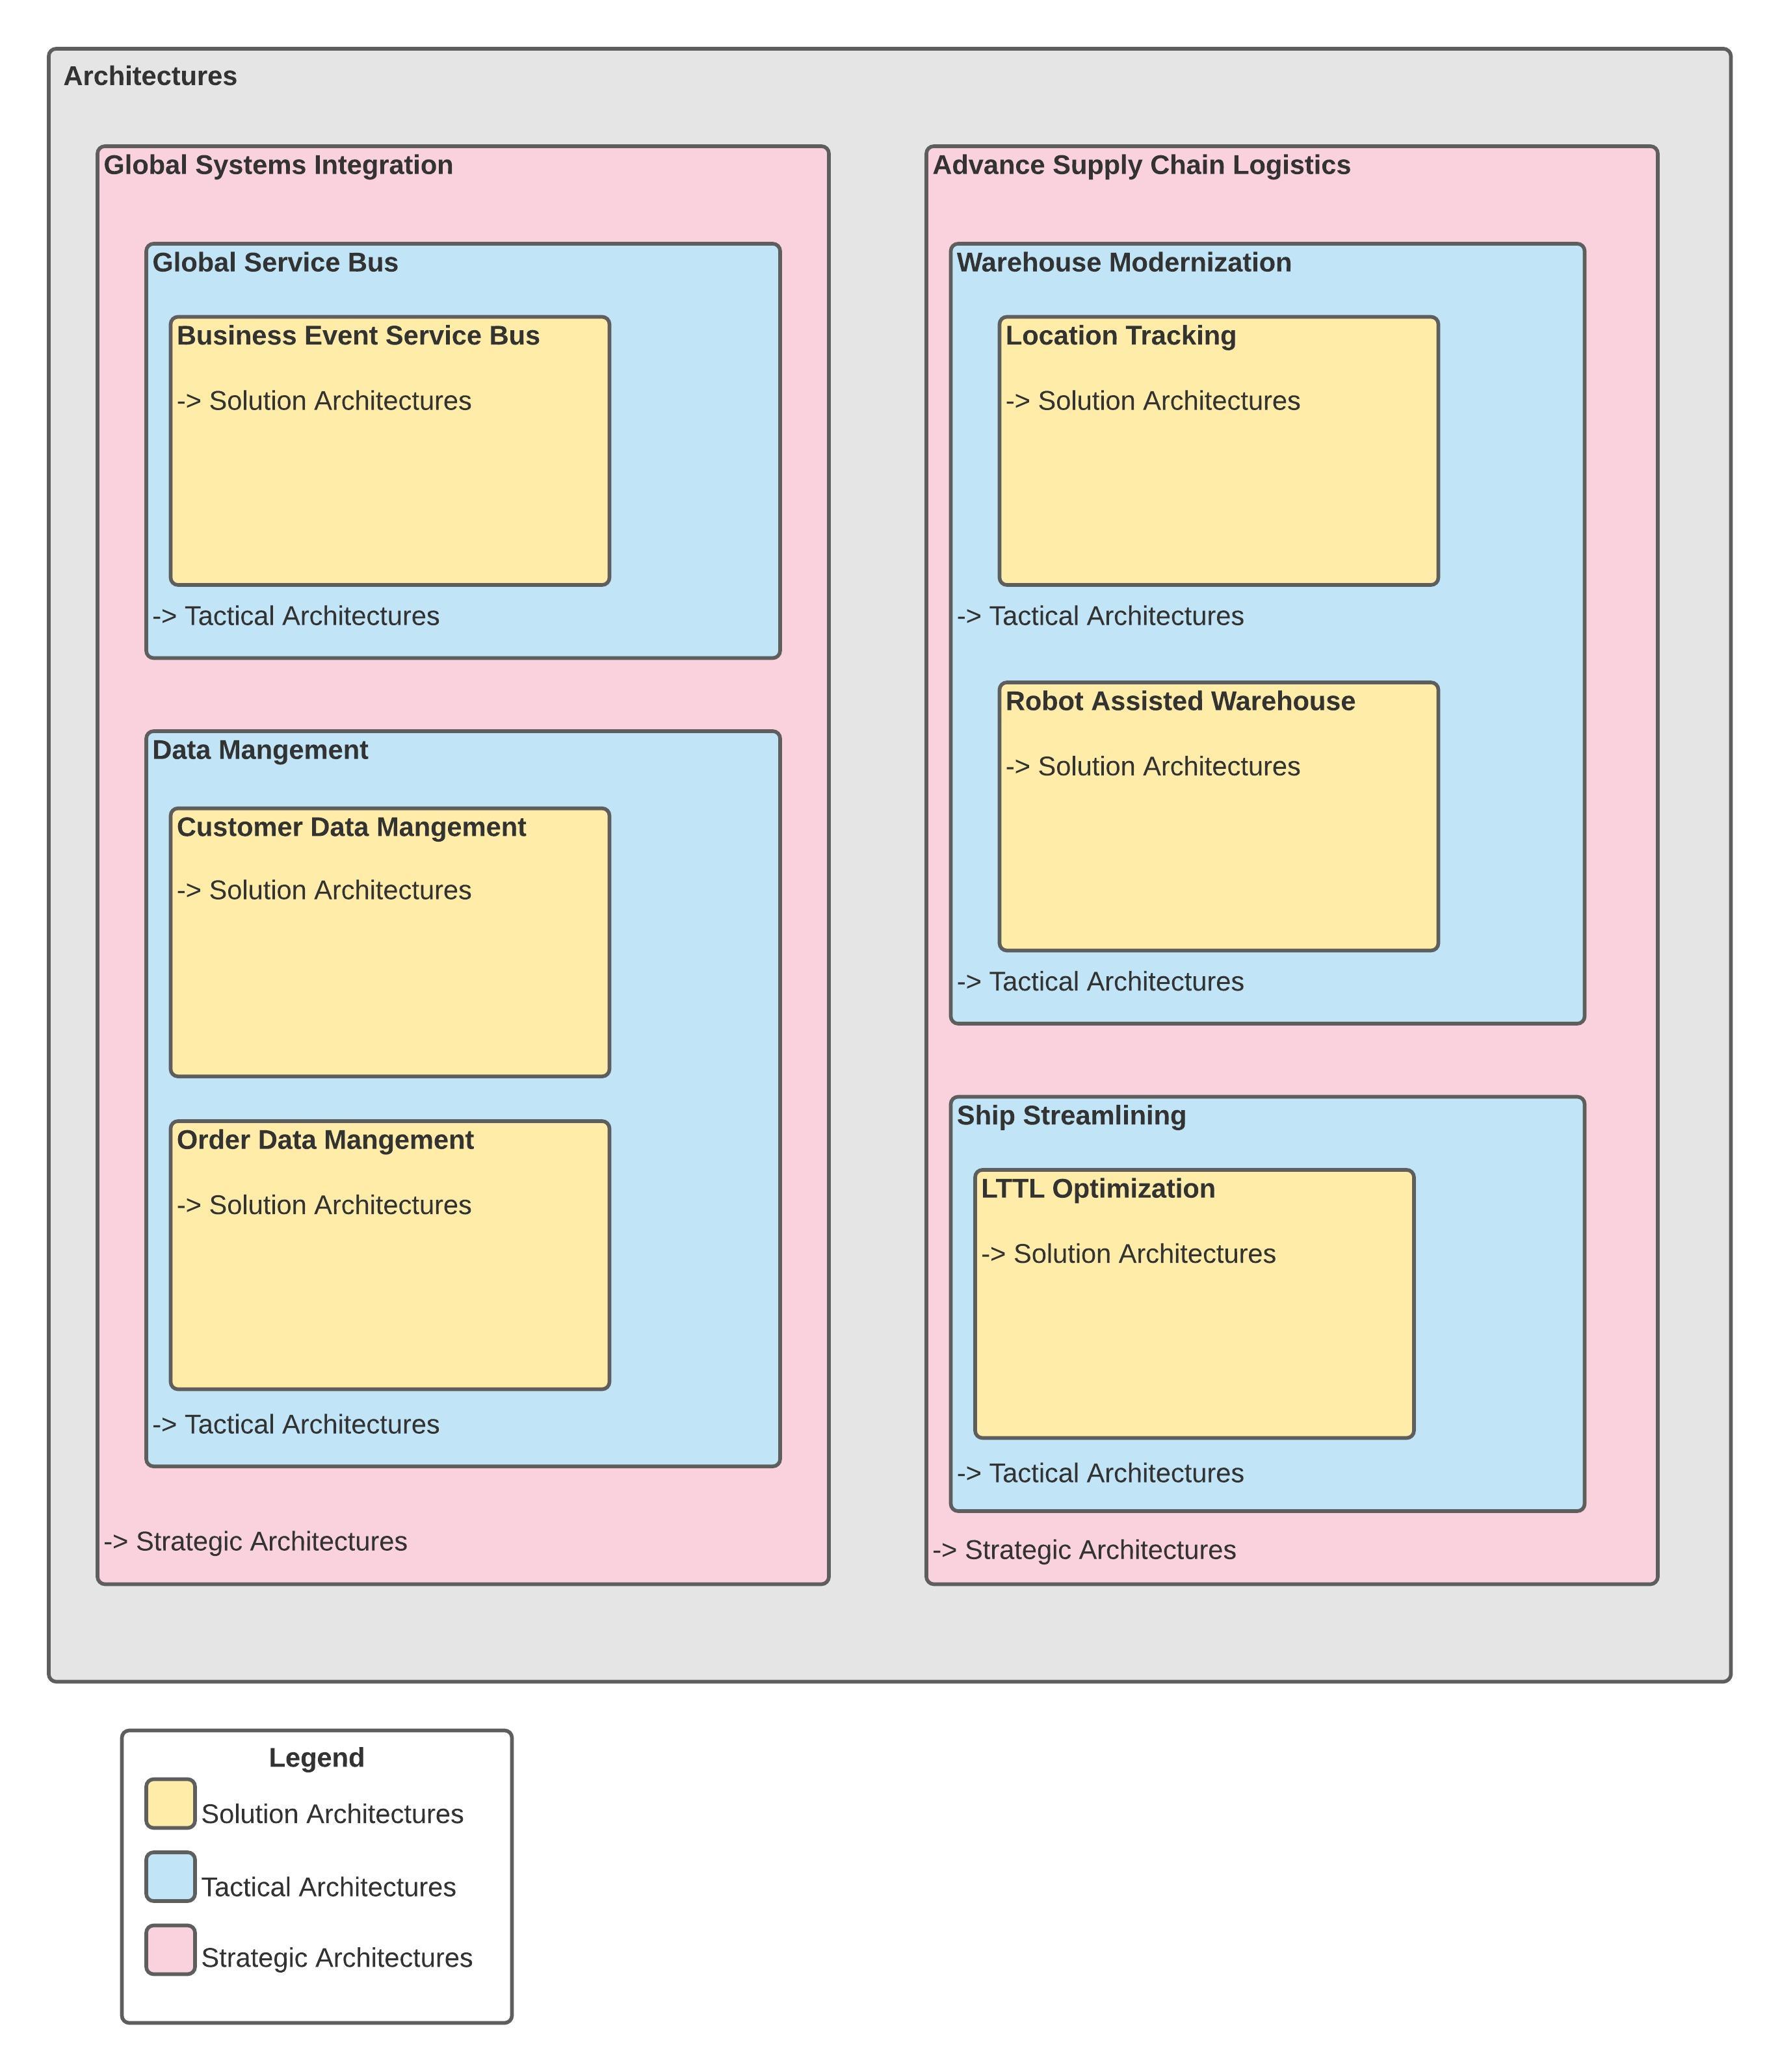 Architectures
Global Systems Integration
Global Service Bus
Business Event Service Bus
-> Solution Architectures
-> Tactical Architectures
Data Mangement
Customer Data Mangement
-> Solution Architectures
Order Data Mangement
-> Solution Architectures
-> Tactical Architectures
-> Strategic Architectures
Advance Supply Chain Logistics
Warehouse Modernization
Location Tracking
-> Solution Architectures
-> Tactical Architectures
Robot Assisted Warehouse
-> Solution Architectures
-> Tactical Architectures
Ship Streamlining
LTTL Optimization
-> Solution Architectures
-> Tactical Architectures
-> Strategic Architectures
Legend
Solution Architectures
Tactical Architectures
Strategic Architectures